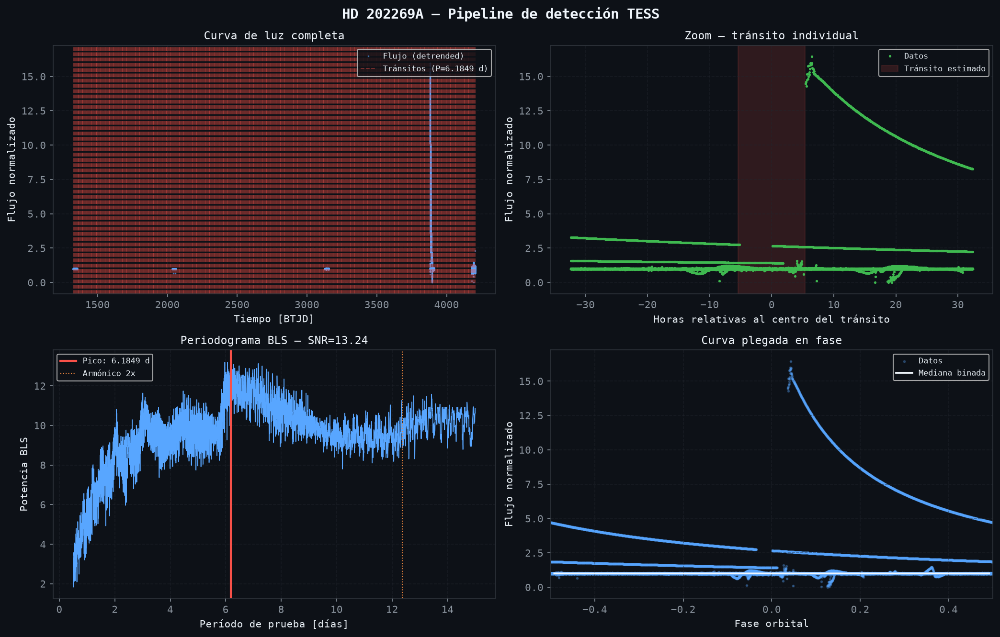 HD 202269A — Pipeline de detección TESS
Curva de luz completa
Flujo normalizado
15.0
12.5
10.0
7.5
5.0
2.5
0.0
Flujo (detrended)
Tránsitos (P=6.1849 d)
1500 2000 2500 3000 3500 4000
Tiempo [BTJD]
Zoom — tránsito individual
Flujo normalizado
15.0
12.5
10.0
7.5
5.0
2.5
0.0
Datos
Tránsito estimado
−30 −20 −10 0 10 20 30
Horas relativas al centro del tránsito
Periodograma BLS — SNR=13.24
Potencia BLS
12
10
8
6
4
2
Pico: 6.1849 d
Armónico 2x
0 2 4 6 8 10 12 14
Período de prueba [días]
Curva plegada en fase
Flujo normalizado
15.0
12.5
10.0
7.5
5.0
2.5
0.0
Datos
Mediana binada
−0.4 −0.2 0.0 0.2 0.4
Fase orbital